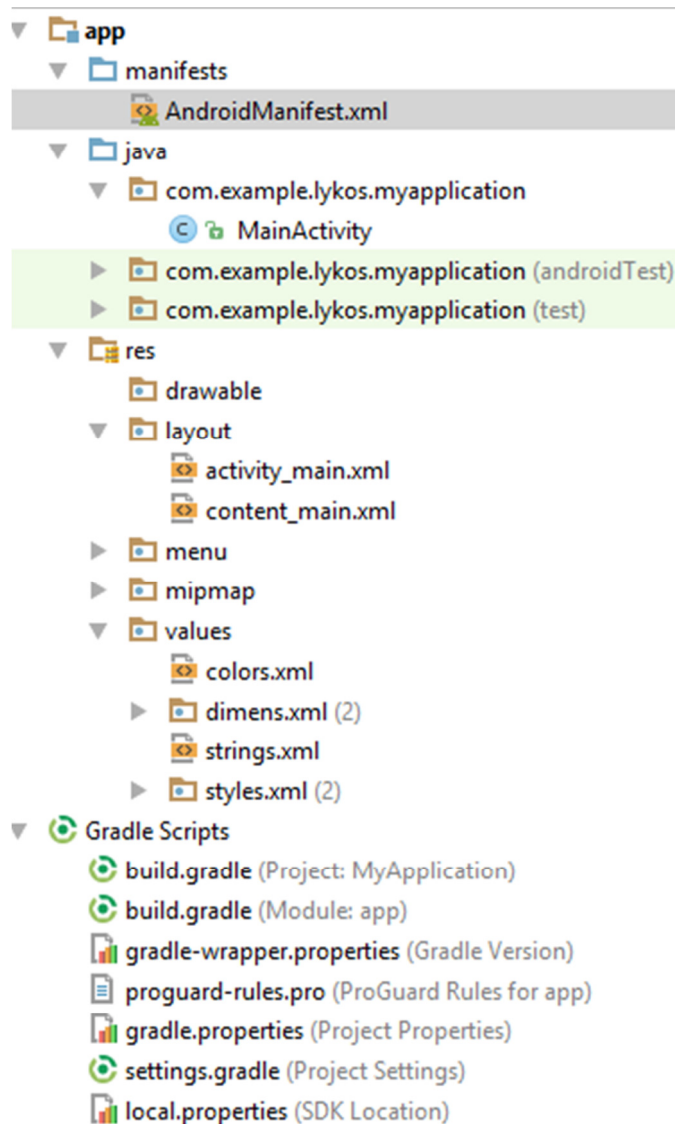 app
manifests
AndroidManifest.xml
java
com.example.lykos.myapplication
C MainActivity
com.example.lykos.myapplication (androidTest)
com.example.lykos.myapplication (test)
res
drawable
layout
activity_main.xml
content_main.xml
menu
mipmap
values
colors.xml
dimens.xml (2)
strings.xml
styles.xml (2)
Gradle Scripts
build.gradle (Project: MyApplication)
build.gradle (Module: app)
gradle-wrapper.properties (Gradle Version)
proguard-rules.pro (ProGuard Rules for app)
gradle.properties (Project Properties)
settings.gradle (Project Settings)
local.properties (SDK Location)